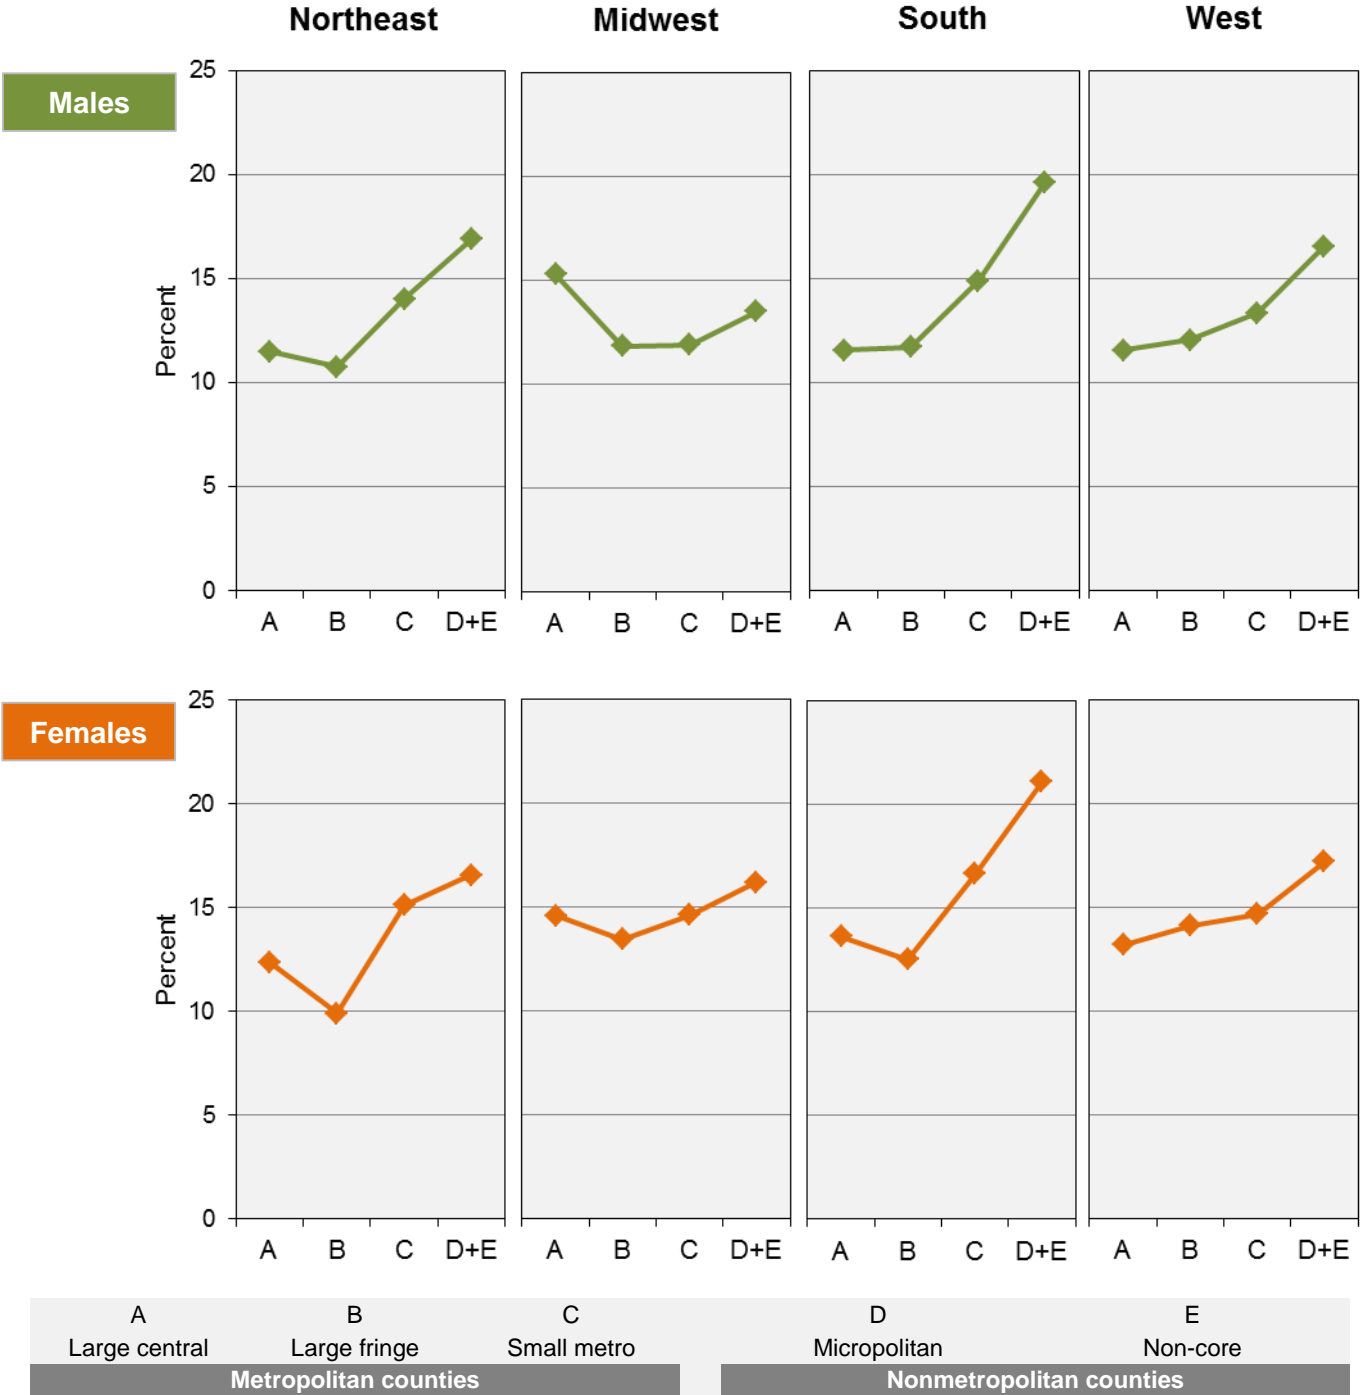 Northeast Midwest South West
Males
25
20
15
10
5
0
Percent
A B C D+E A B C D+E A B C D+E A B C D+E
Females
25
20
15
10
5
0
Percent
A B C D+E A B C D+E A B C D+E A B C D+E
A B C D E
Large central Large fringe Small metro Micropolitan Non-core
Metropolitan counties Nonmetropolitan counties